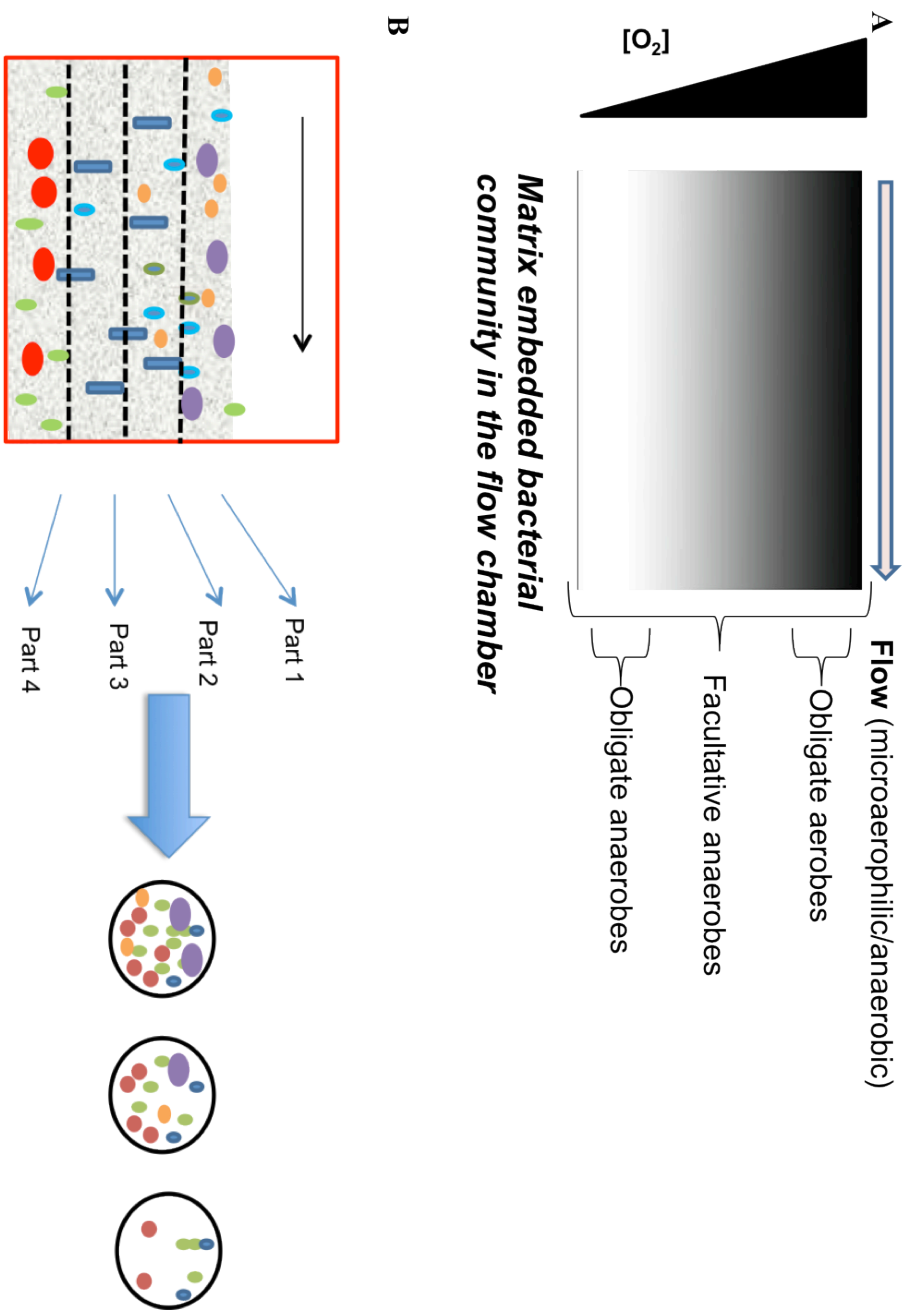 A
[O2]
Flow (microaerophilic/anaerobic)
Obligate aerobes
Facultative anaerobes
Obligate anaerobes
Matrix embedded bacterial
community in the flow chamber
B
Part 1
Part 2
Part 3
Part 4